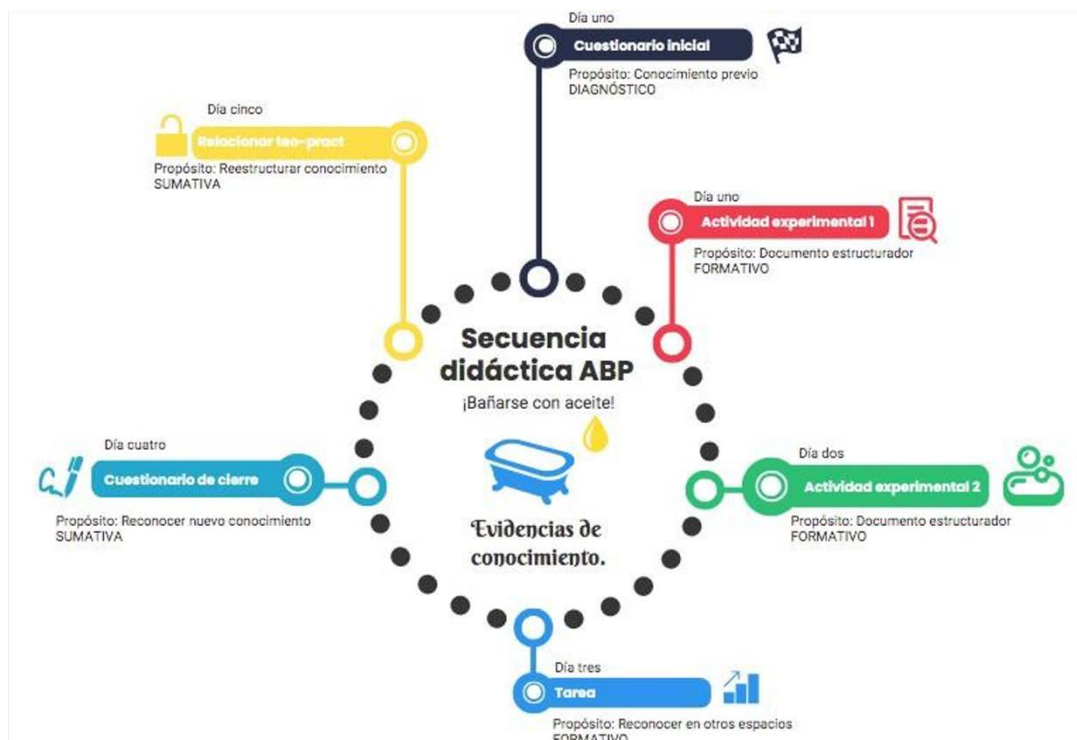 Día uno
Cuestionario inicial
Propósito: Conocimiento previo
DIAGNÓSTICO
Día uno
Actividad experimental 1
Propósito: Documento estructurador
FORMATIVO
Día dos
Actividad experimental 2
Propósito: Documento estructurador
FORMATIVO
Día tres
Tarea
Propósito: Reconocer en otros espacios
FORMATIVO
Día cuatro
Cuestionario de cierre
Propósito: Reconocer nuevo conocimiento
SUMATIVA
Día cinco
Relacionar teo-pract
Propósito: Reestructurar conocimiento
SUMATIVA
Secuencia
didáctica ABP
¡Bañarse con aceite!
Evidencias de
conocimiento.